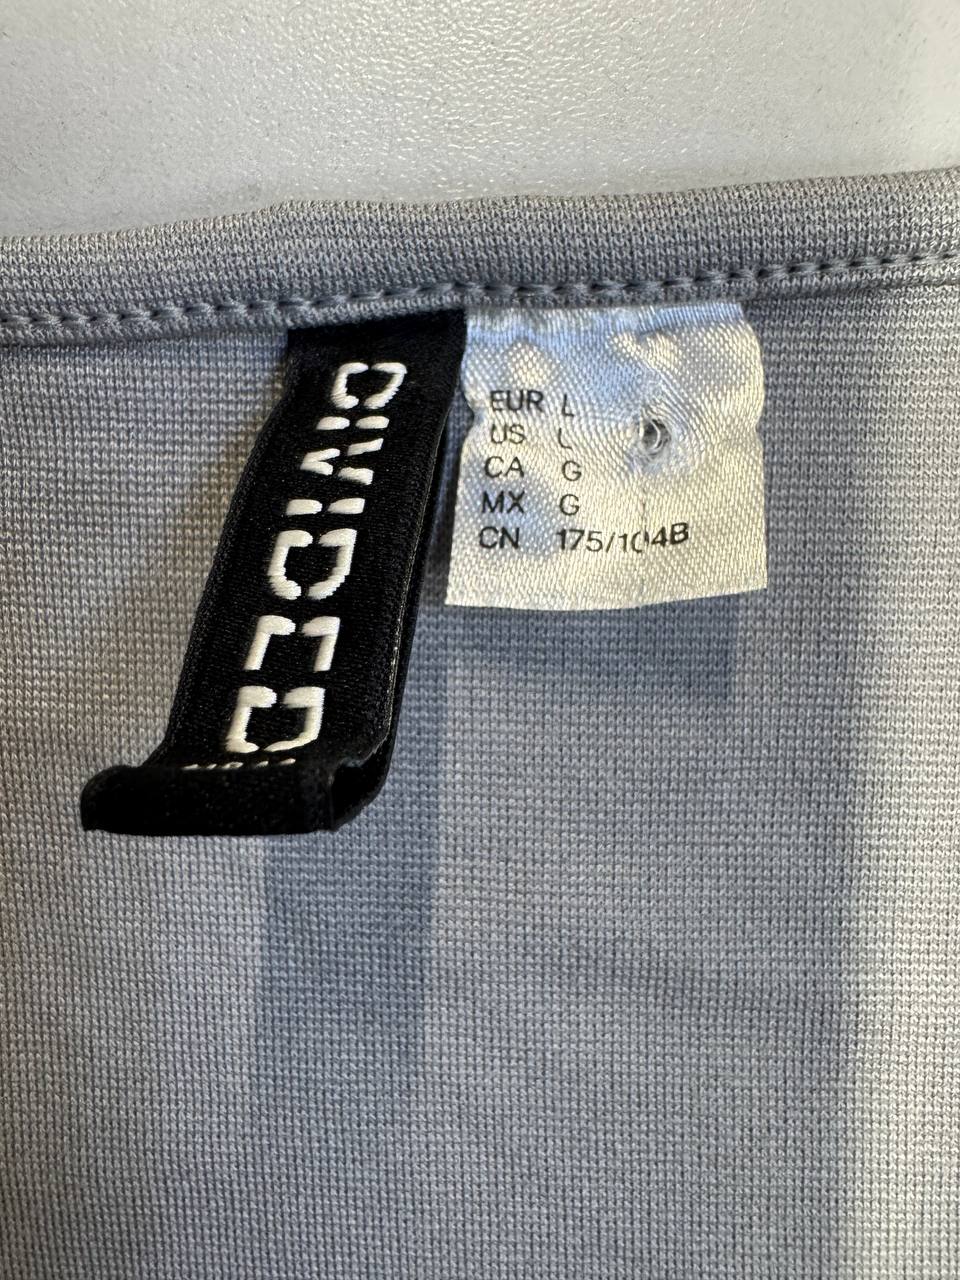 DIVIDED
EUR L
US L
CA G
MX G
CN 175/104B